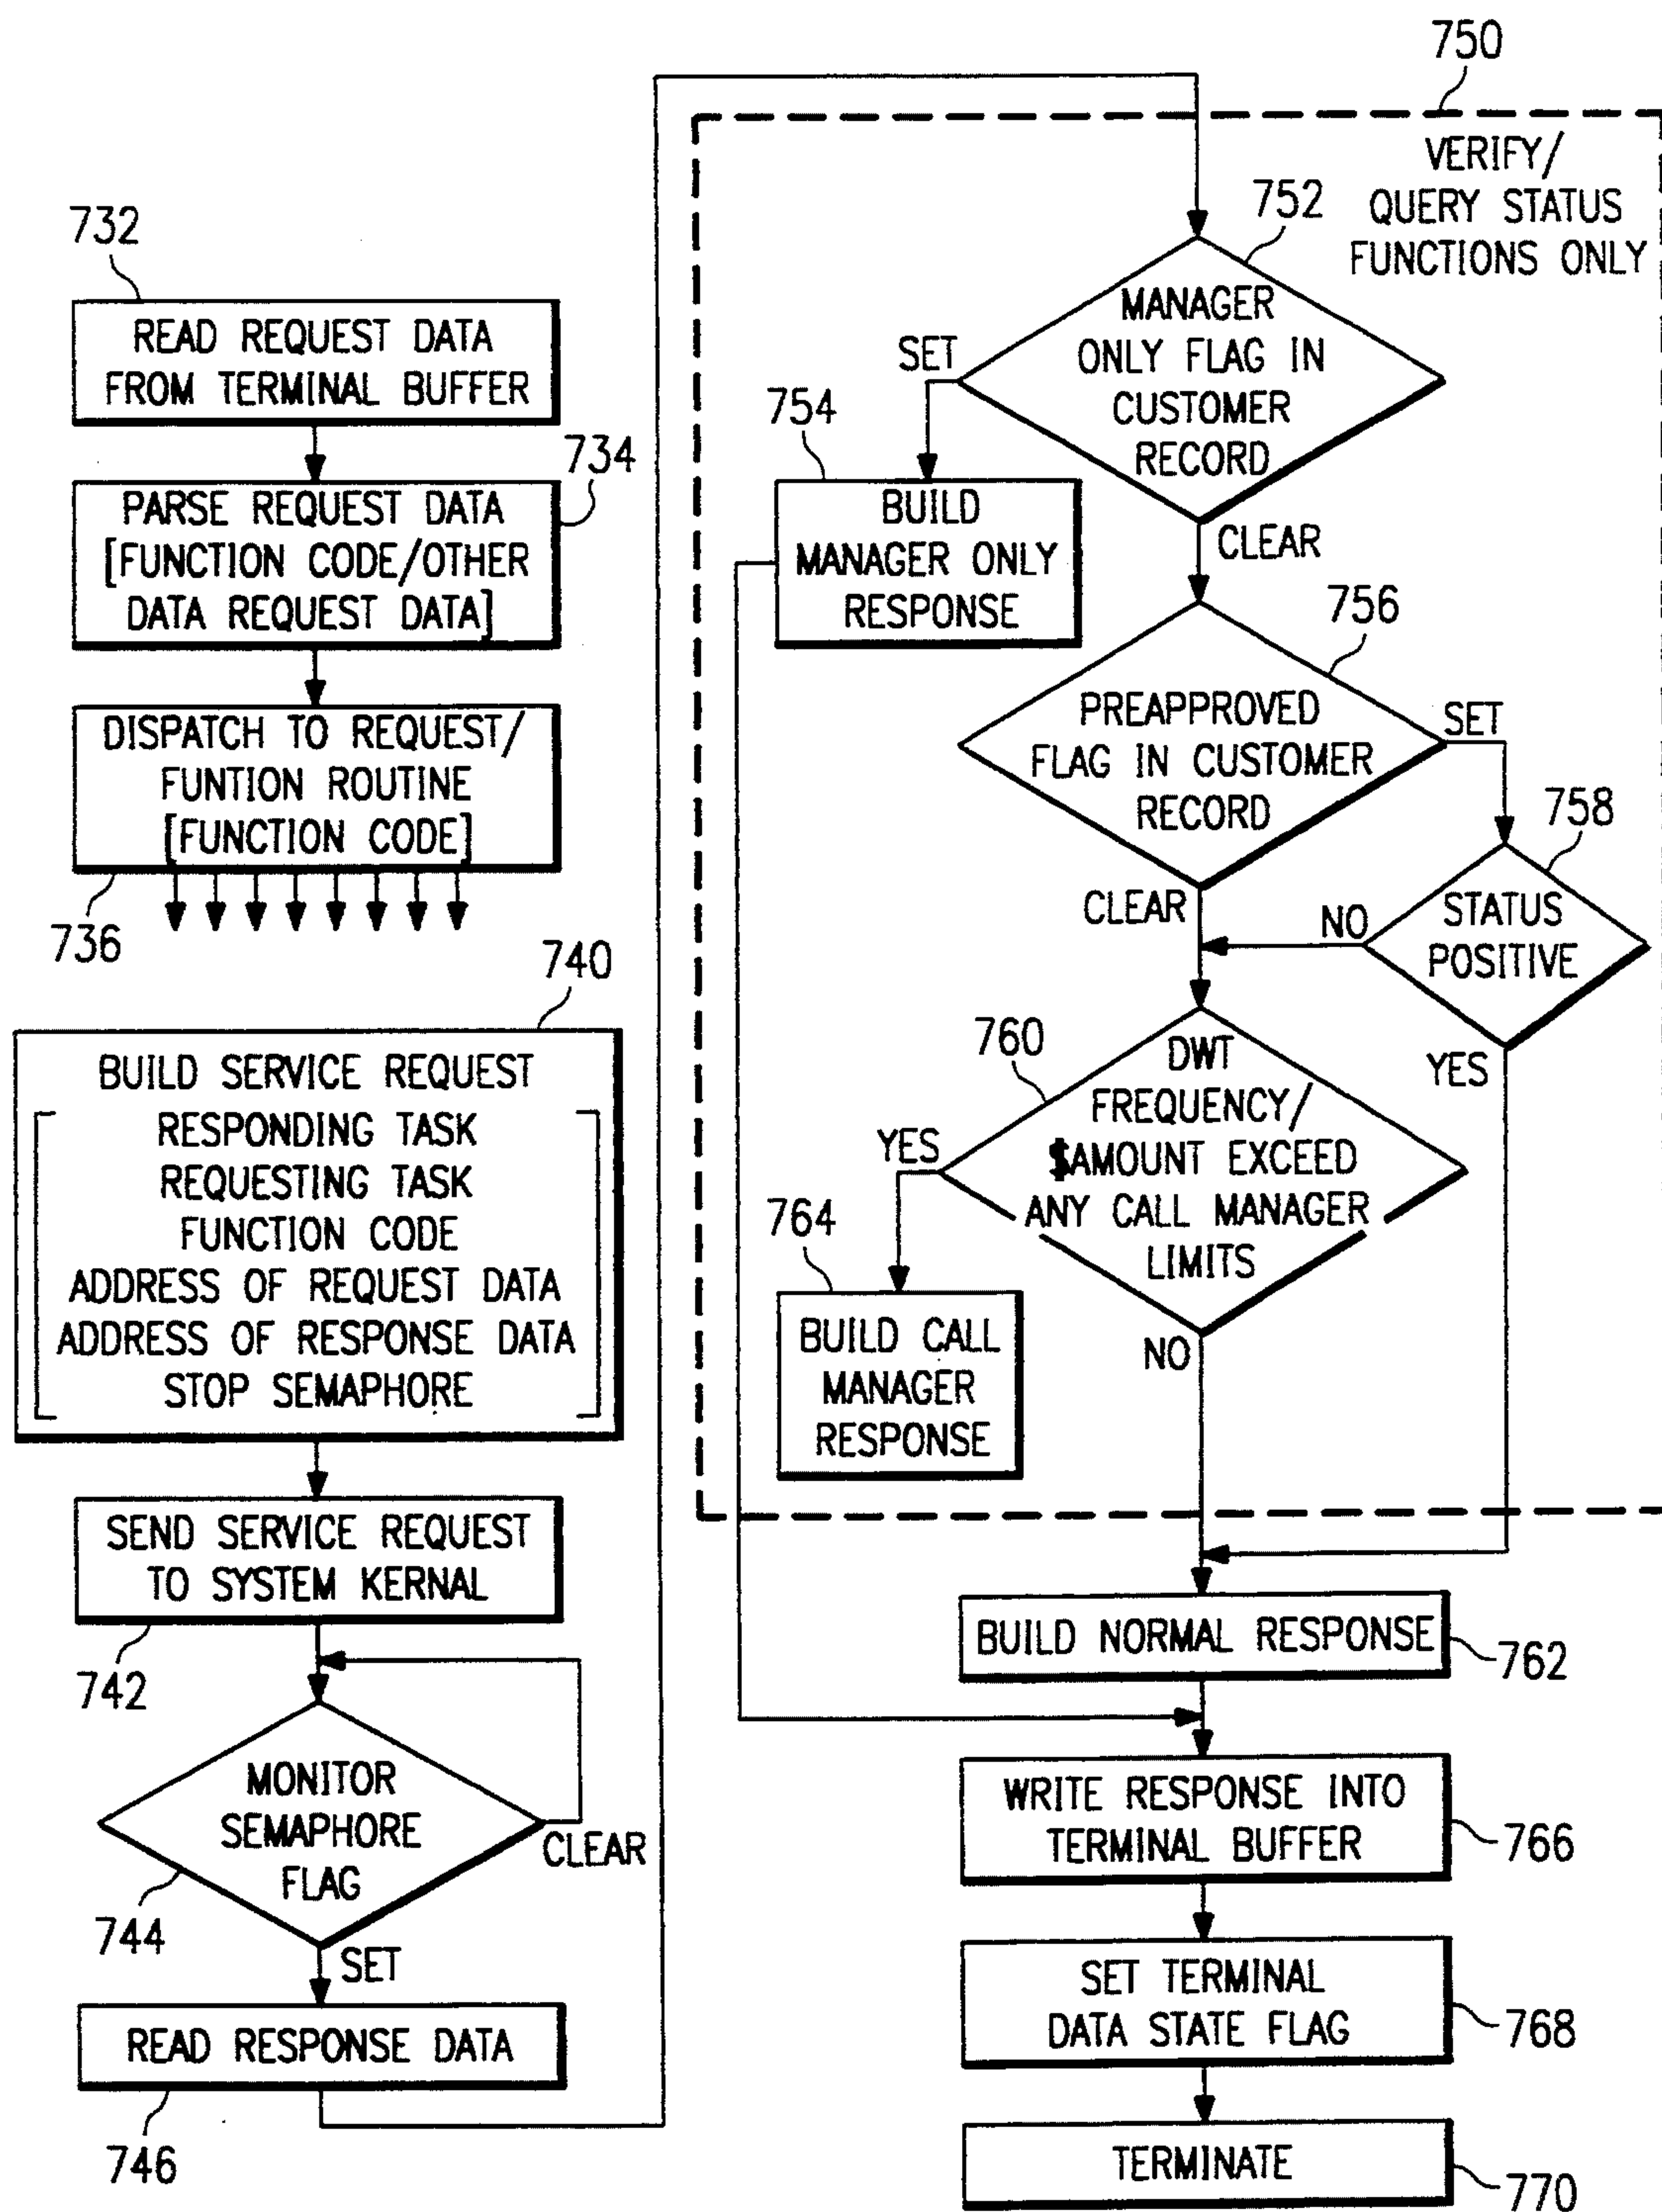 732
READ REQUEST DATA
FROM TERMINAL BUFFER
734
PARSE REQUEST DATA
[FUNCTION CODE/OTHER
DATA REQUEST DATA]
DISPATCH TO REQUEST/
FUNTION ROUTINE
[FUNCTION CODE]
736
740
BUILD SERVICE REQUEST
RESPONDING TASK
REQUESTING TASK
FUNCTION CODE
ADDRESS OF REQUEST DATA
ADDRESS OF RESPONSE DATA
STOP SEMAPHORE
SEND SERVICE REQUEST
TO SYSTEM KERNAL
742
MONITOR
SEMAPHORE
FLAG
CLEAR
744
SET
READ RESPONSE DATA
746
750
VERIFY/
QUERY STATUS
FUNCTIONS ONLY
752
MANAGER
ONLY FLAG IN
CUSTOMER
RECORD
SET
754
BUILD
MANAGER ONLY
RESPONSE
CLEAR
756
PREAPPROVED
FLAG IN CUSTOMER
RECORD
SET
758
STATUS
POSITIVE
NO
CLEAR
YES
760
DWT
FREQUENCY/
$AMOUNT EXCEED
ANY CALL MANAGER
LIMITS
YES
764
BUILD CALL
MANAGER
RESPONSE
NO
BUILD NORMAL RESPONSE
762
WRITE RESPONSE INTO
TERMINAL BUFFER
766
SET TERMINAL
DATA STATE FLAG
768
TERMINATE
770